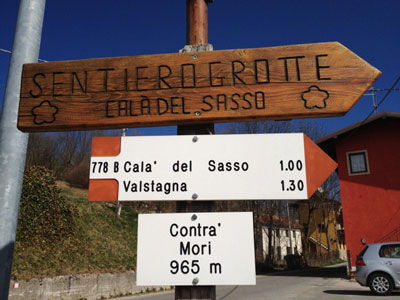 SENTIERO GROTTE
CALA DEL SASSO
778 B Cala' del Sasso 1.00
Valstagna 1.30
Contra'
Mori
965 m